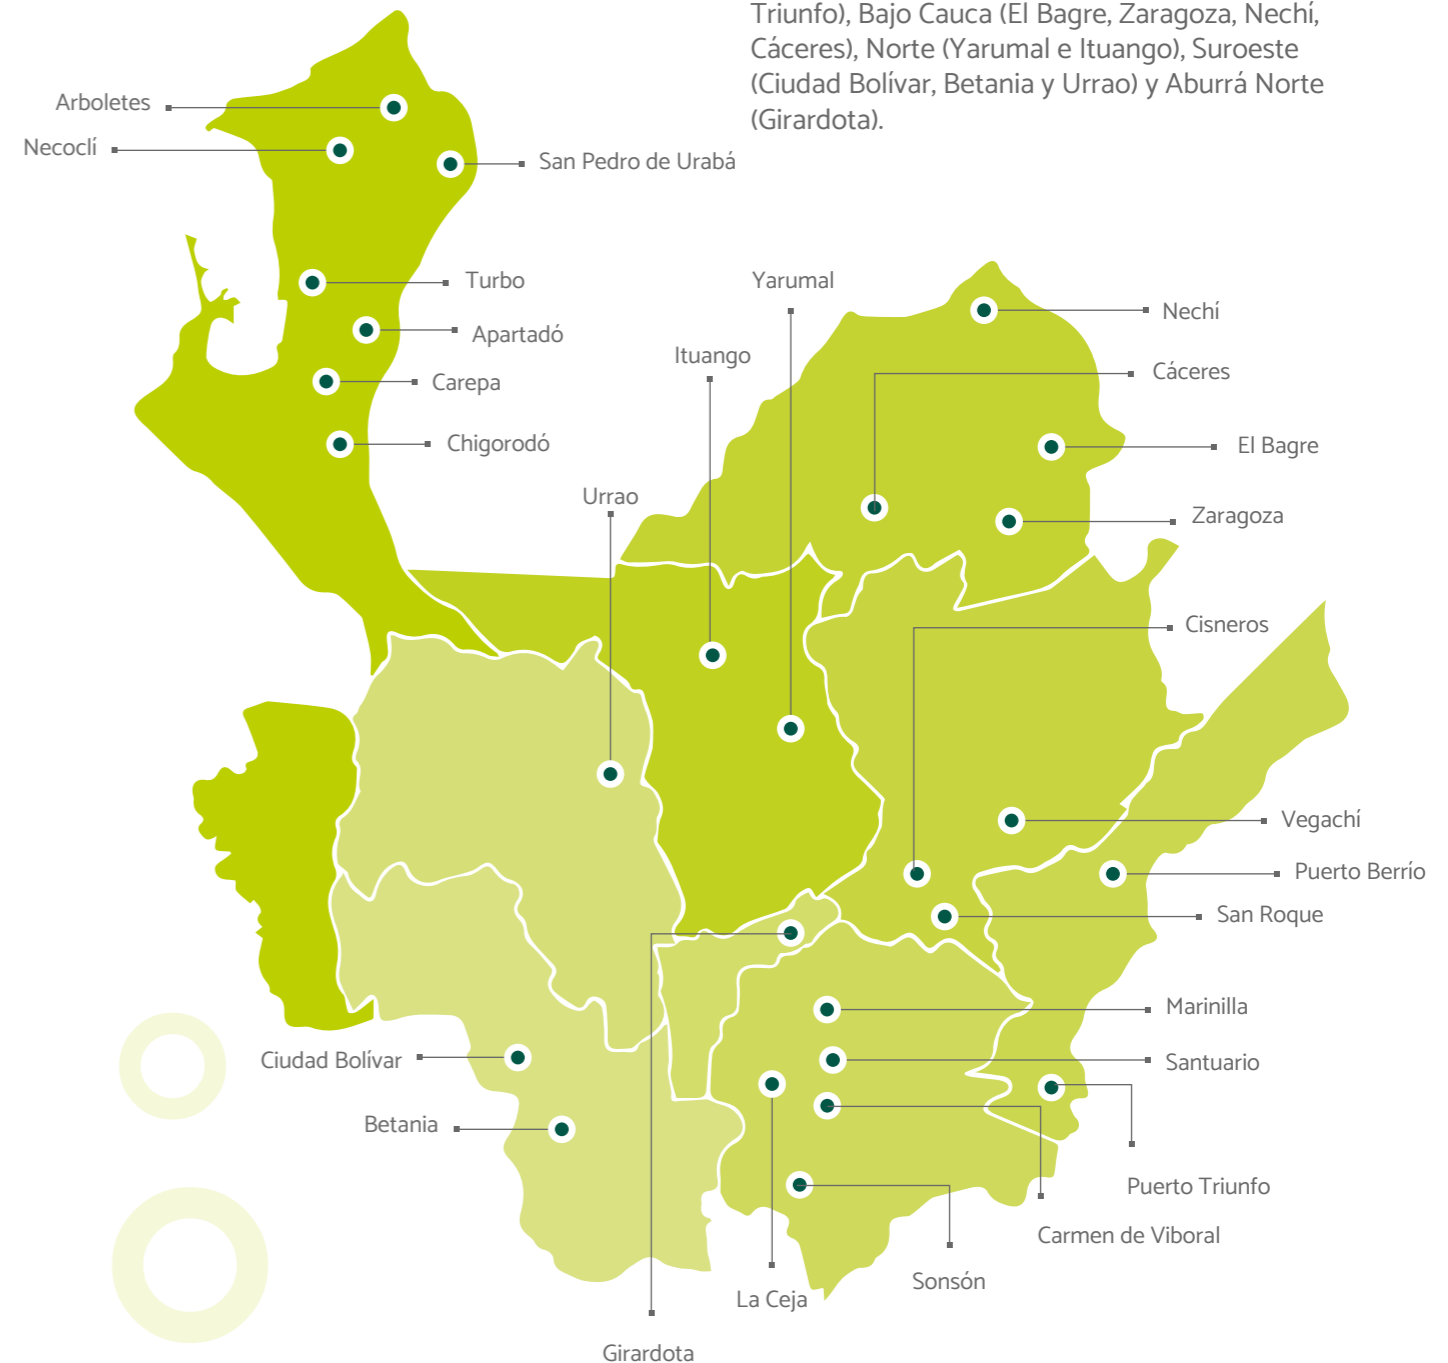 Triunfo), Bajo Cauca (El Bagre, Zaragoza, Nechí,
Cáceres), Norte (Yarumal e Ituango), Suroeste
(Ciudad Bolívar, Betania y Urrao) y Aburrá Norte
(Girardota).
Arboletes
Necoclí
San Pedro de Urabá
Turbo
Yarumal
Nechí
Apartadó
Ituango
Cáceres
Carepa
Chigorodó
El Bagre
Urrao
Zaragoza
Cisneros
Vegachí
Puerto Berrío
San Roque
Marinilla
Ciudad Bolívar
Santuario
Betania
Puerto Triunfo
Carmen de Viboral
Sonsón
La Ceja
Girardota